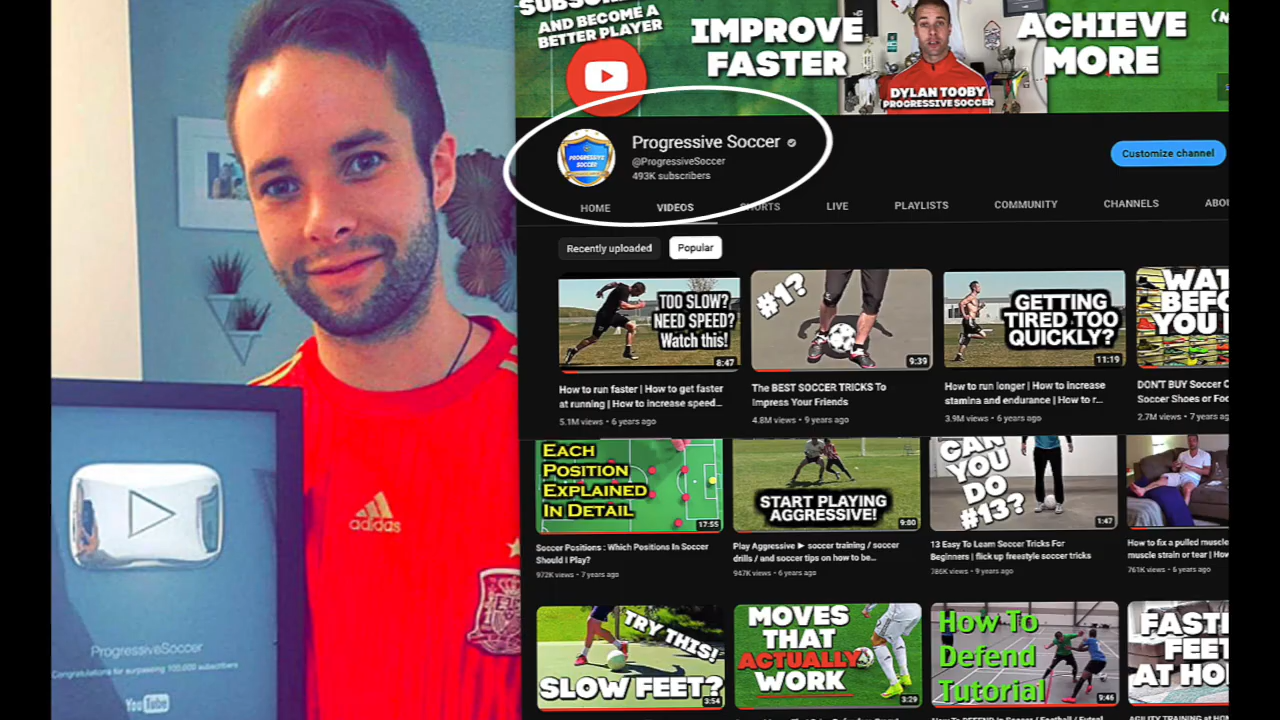 SUBSCRIBE
AND BECOME A
BETTER PLAYER
IMPROVE
FASTER
DYLAN TOOBY
PROGRESSIVE SOCCER
ACHIEVE
MORE
PROGRESSIVE
SOCCER
Progressive Soccer
@ProgressiveSoccer
493K subscribers
Customize channel
HOME
VIDEOS
SHORTS
LIVE
PLAYLISTS
COMMUNITY
CHANNELS
ABOU
Recently uploaded
Popular
TOO SLOW?
NEED SPEED?
Watch this!
8:47
How to run faster | How to get faster
at running | How to increase speed...
5.1M views • 6 years ago
#1?
9:39
The BEST SOCCER TRICKS To
Impress Your Friends
4.8M views • 9 years ago
GETTING
TIRED TOO
QUICKLY?
11:19
How to run longer | How to increase
stamina and endurance | How to r...
3.9M views • 6 years ago
WAT
BEFO
YOU
DON'T BUY Soccer C
Soccer Shoes or Foo
2.7M views • 7 years ag
EACH
POSITION
EXPLAINED
IN DETAIL
17:55
Soccer Positions : Which Positions In Soccer
Should I Play?
972K views • 7 years ago
START PLAYING
AGGRESSIVE!
9:00
Play Aggressive ► soccer training / soccer
drills / and soccer tips on how to be...
947K views • 6 years ago
CAN
YOU
DO
#13?
1:47
13 Easy To Learn Soccer Tricks For
Beginners | flick up freestyle soccer tricks
786K views • 9 years ago
How to fix a pulled muscle
muscle strain or tear | How
761K views • 6 years ago
TRY THIS!
SLOW FEET?
3:54
MOVES
THAT
ACTUALLY
WORK
3:29
How To
Defend
Tutorial
9:46
FAST
FEET
AT HOM
adidas
ProgressiveSoccer
Congratulations for surpassing 100,000 subscribers
YouTube